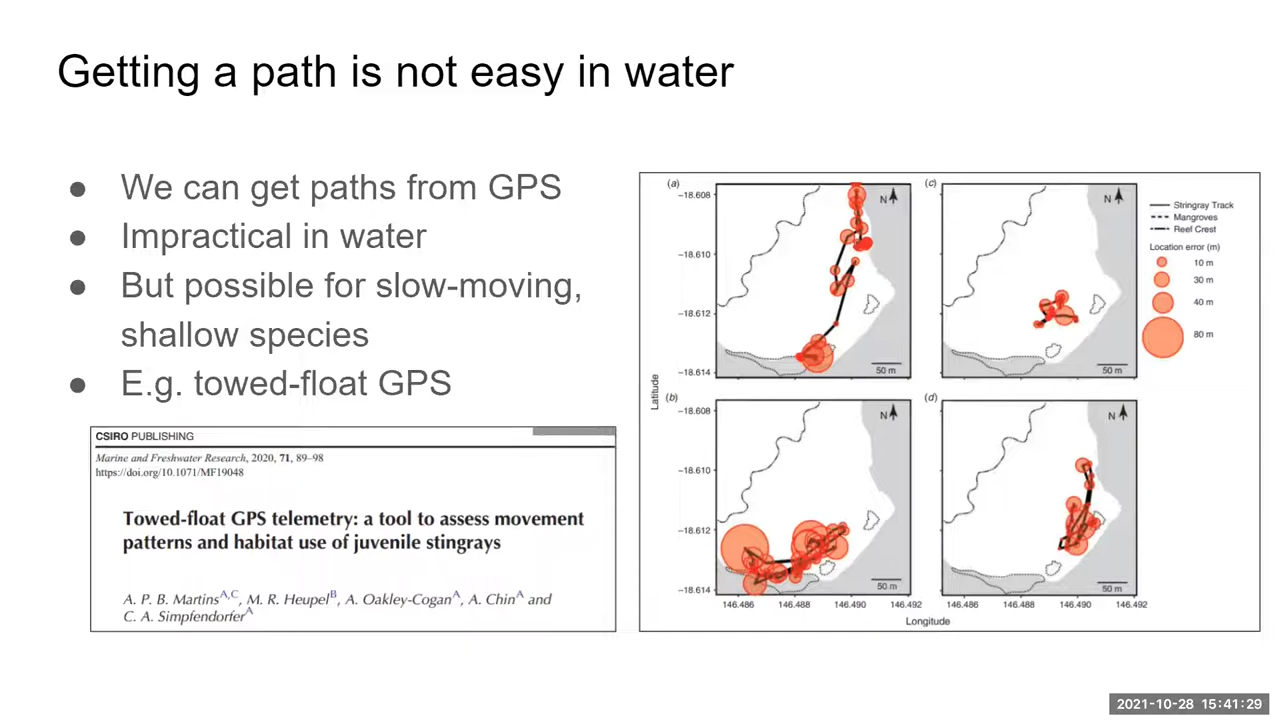 Getting a path is not easy in water
● We can get paths from GPS
● Impractical in water
● But possible for slow-moving,
shallow species
● E.g. towed-float GPS
CSIRO PUBLISHING
Marine and Freshwater Research, 2020, 71, 89–98
https://doi.org/10.1071/MF19048
Towed-float GPS telemetry: a tool to assess movement
patterns and habitat use of juvenile stingrays
A. P. B. Martins^A,C, M. R. Heupel^B, A. Oakley-Cogan^A, A. Chin^A and
C. A. Simpfendorfer^A
(a)
–18.608
–18.610
–18.612
–18.614
N
50 m
(c)
N
50 m
Stringray Track
Mangroves
Reef Crest
Location error (m)
10 m
30 m
40 m
80 m
Latitude
(b)
–18.608
–18.610
–18.612
–18.614
N
50 m
146.486 146.488 146.490 146.492
(d)
N
50 m
146.486 146.488 146.490 146.492
Longitude
2021-10-28 15:41:29